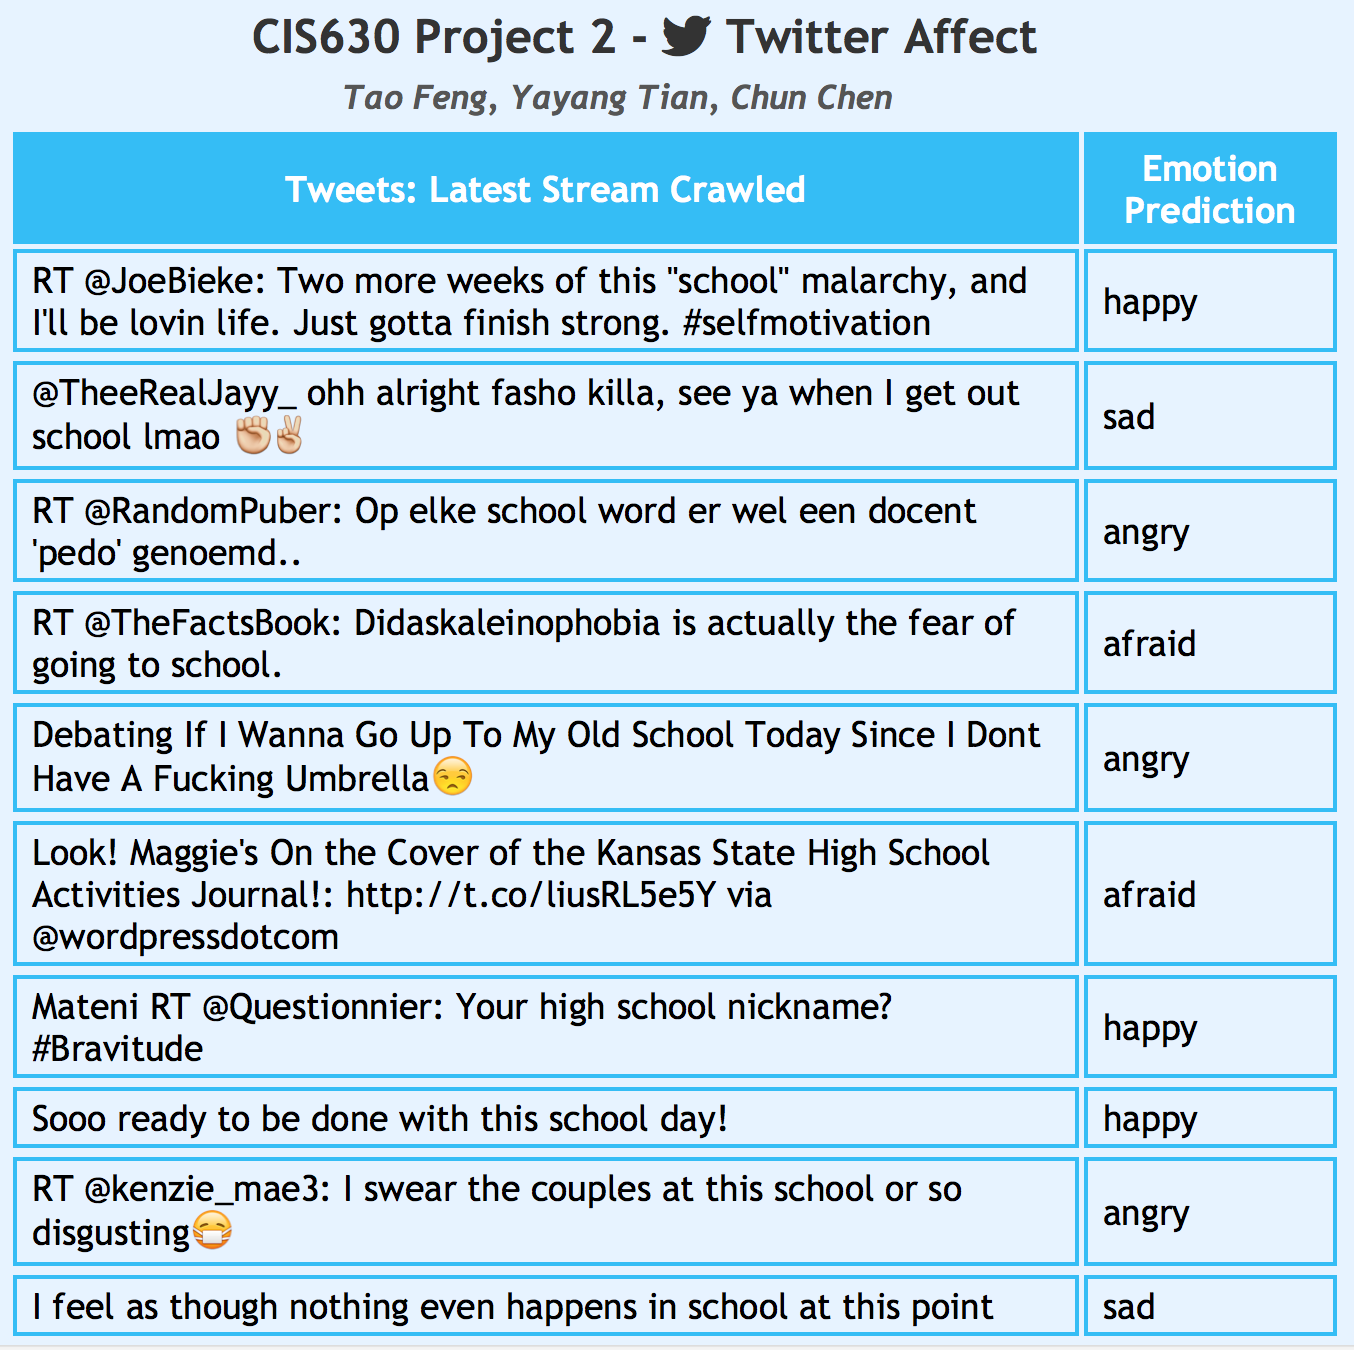 CIS630 Project 2 - Twitter Affect
Tao Feng, Yayang Tian, Chun Chen
Tweets: Latest Stream Crawled
Emotion
Prediction
RT @JoeBieke: Two more weeks of this "school" malarchy, and
I'll be lovin life. Just gotta finish strong. #selfmotivation
happy
@TheeRealJayy_ ohh alright fasho killa, see ya when I get out
school lmao ✊✌
sad
RT @RandomPuber: Op elke school word er wel een docent
'pedo' genoemd..
angry
RT @TheFactsBook: Didaskaleinophobia is actually the fear of
going to school.
afraid
Debating If I Wanna Go Up To My Old School Today Since I Dont
Have A Fucking Umbrella😒
angry
Look! Maggie's On the Cover of the Kansas State High School
Activities Journal!: http://t.co/liusRL5e5Y via
@wordpressdotcom
afraid
Mateni RT @Questionnier: Your high school nickname?
#Bravitude
happy
Sooo ready to be done with this school day!
happy
RT @kenzie_mae3: I swear the couples at this school or so
disgusting😷
angry
I feel as though nothing even happens in school at this point
sad